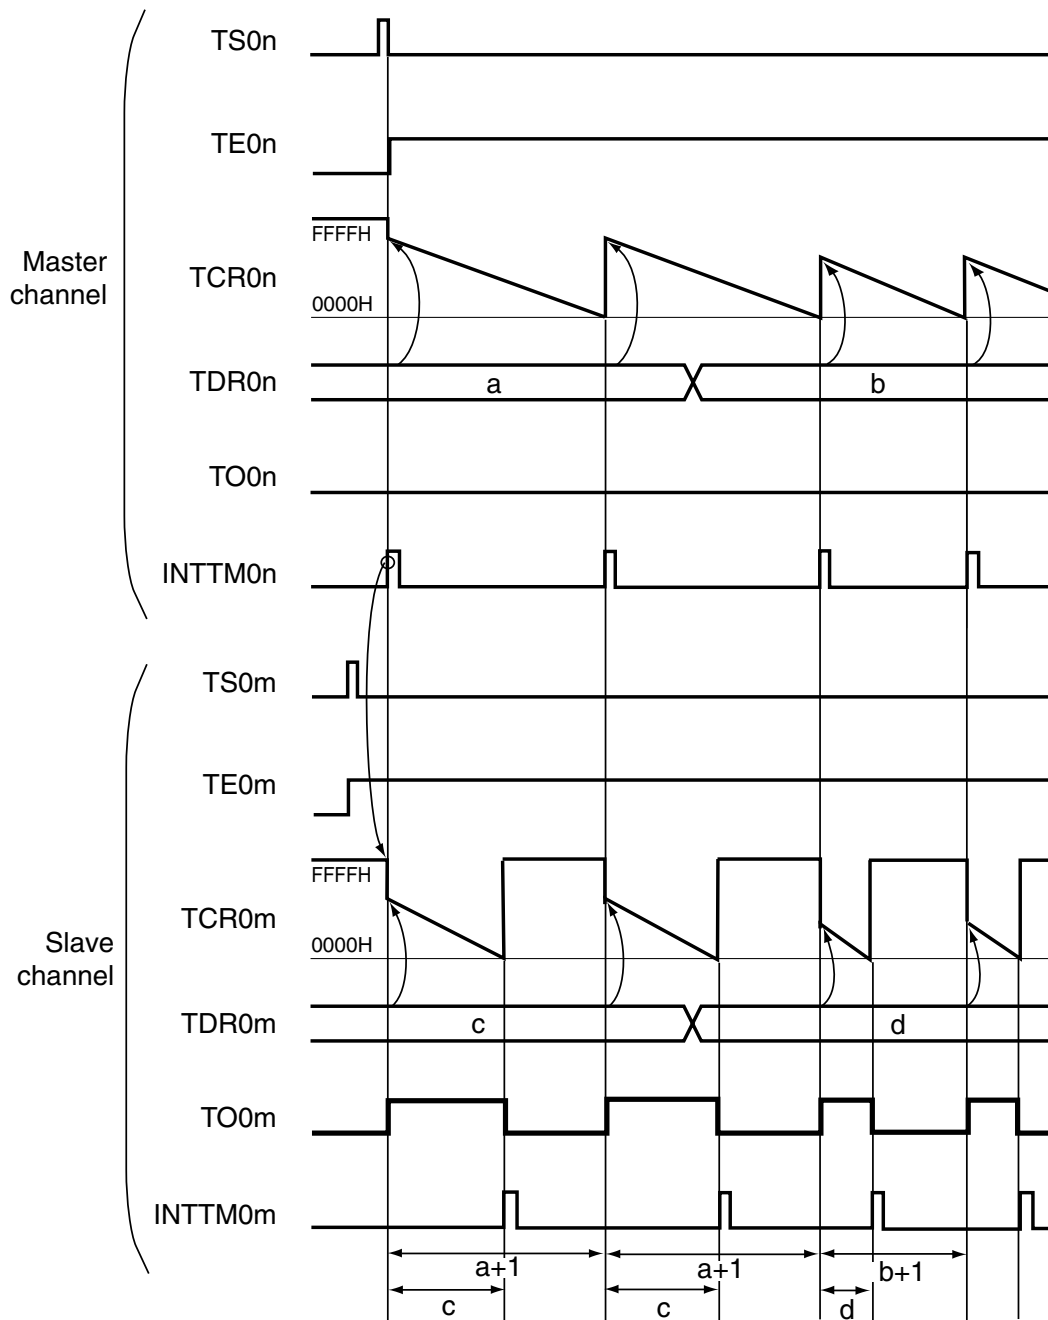 TS0n
TE0n
FFFFH
Master
channel
TCR0n
0000H
TDR0n
a
b
TO0n
INTTM0n
TS0m
TE0m
FFFFH
TCR0m
Slave
channel
0000H
TDR0m
c
d
TO0m
INTTM0m
a+1
a+1
b+1
c
c
d